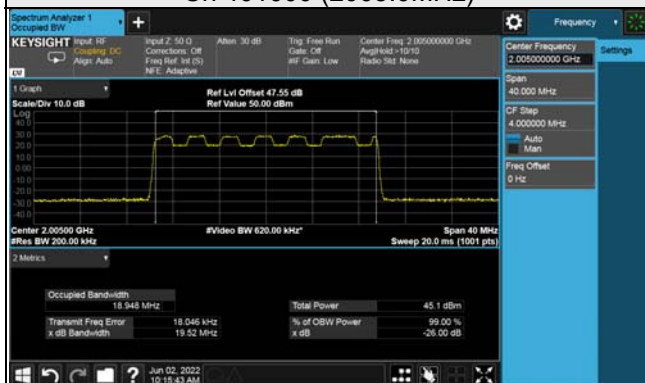 Spectrum Analyzer 1
Occupied BW
Frequency
KEYSIGHT
Input: RF
Coupling: DC
Align: Auto
Input Z: 50 Ω
Corrections: Off
Freq Ref: Int (S)
NFE: Adaptive
Atten: 30 dB
Trig: Free Run
Gate: Off
#IF Gain: Low
Center Freq: 2.005000000 GHz
Avg|Hold:>10/10
Radio Std: None
Center Frequency
2.005000000 GHz
Settings
Span
40.000 MHz
CF Step
4.000000 MHz
Auto
Man
Freq Offset
0 Hz
1 Graph
Scale/Div 10.0 dB
Ref Lvl Offset 47.55 dB
Ref Value 50.00 dBm
Log
40.0
30.0
20.0
10.0
0.00
-10.0
-20.0
-30.0
-40.0
Center 2.00500 GHz
#Res BW 200.00 kHz
#Video BW 620.00 kHz*
Span 40 MHz
Sweep 20.0 ms (1001 pts)
2 Metrics
Occupied Bandwidth
18.948 MHz
Total Power 45.1 dBm
Transmit Freq Error 18.046 kHz
% of OBW Power 99.00 %
x dB Bandwidth 19.52 MHz
x dB -26.00 dB
Jun 02, 2022
10:15:43 AM